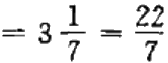 = 3 1/7 = 22/7